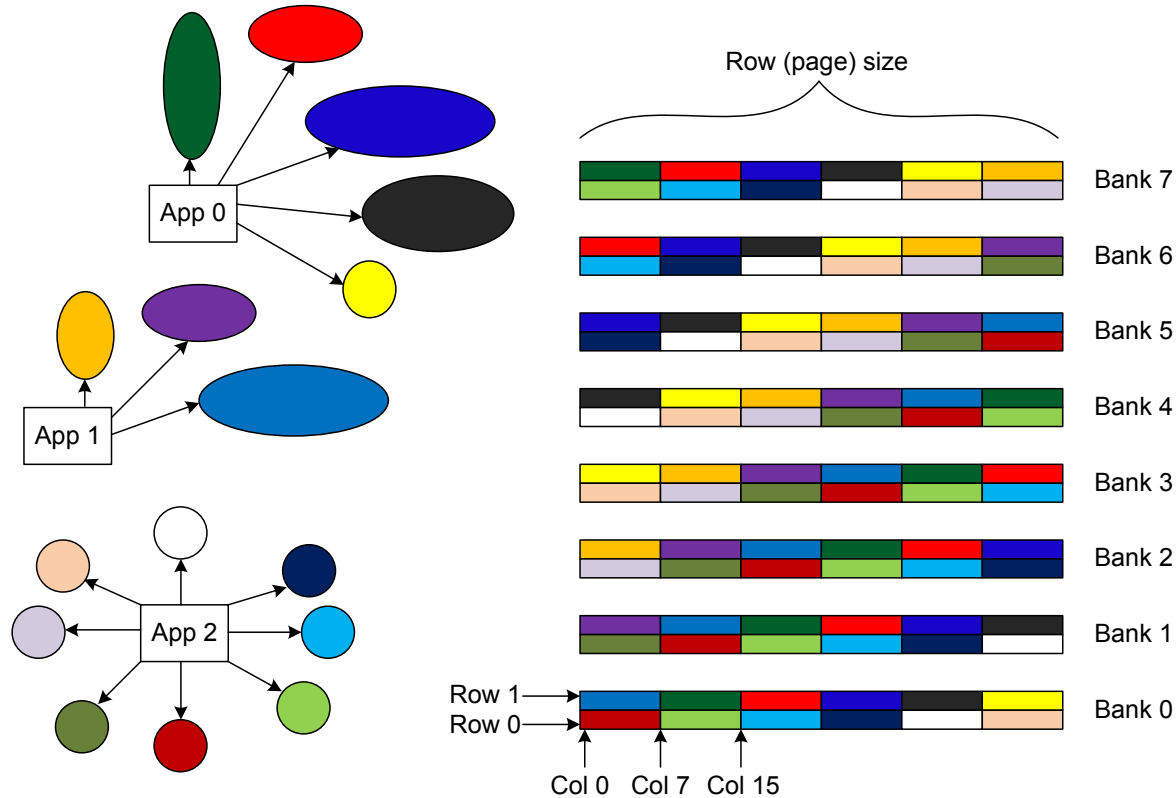 App 0
App 1
App 2
Row (page) size
Bank 7
Bank 6
Bank 5
Bank 4
Bank 3
Bank 2
Bank 1
Bank 0
Row 1
Row 0
Col 0 Col 7 Col 15